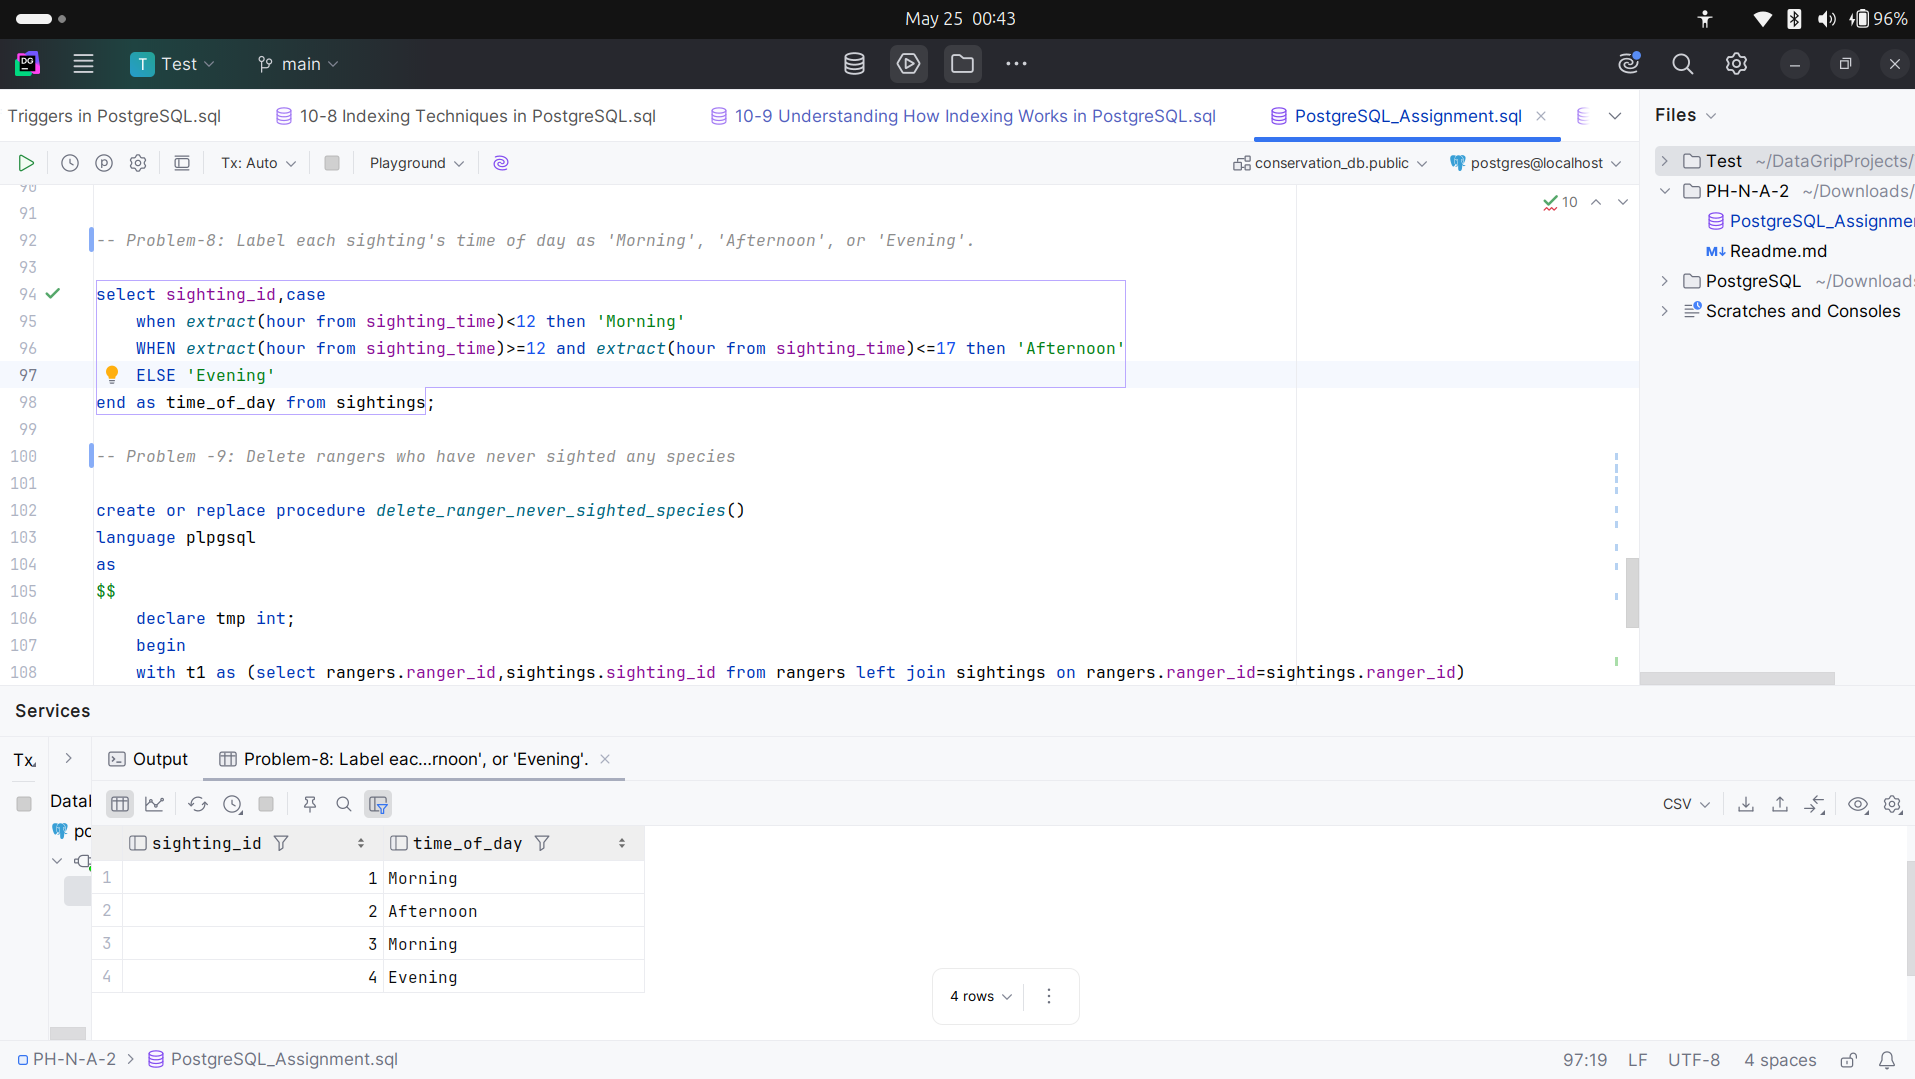 May 25 00:43
96%
DG
T Test
main
Triggers in PostgreSQL.sql
10-8 Indexing Techniques in PostgreSQL.sql
10-9 Understanding How Indexing Works in PostgreSQL.sql
PostgreSQL_Assignment.sql
Files
Tx: Auto
Playground
conservation_db.public
postgres@localhost
Test ~/DataGripProjects/
PH-N-A-2 ~/Downloads/
PostgreSQL_Assignme
M↓ Readme.md
PostgreSQL ~/Downloads
Scratches and Consoles
10
90
91
92 -- Problem-8: Label each sighting's time of day as 'Morning', 'Afternoon', or 'Evening'.
93
94 select sighting_id,case
95 when extract(hour from sighting_time)<12 then 'Morning'
96 WHEN extract(hour from sighting_time)>=12 and extract(hour from sighting_time)<=17 then 'Afternoon'
97 ELSE 'Evening'
98 end as time_of_day from sightings;
99
100 -- Problem -9: Delete rangers who have never sighted any species
101
102 create or replace procedure delete_ranger_never_sighted_species()
103 language plpgsql
104 as
105 $$
106 declare tmp int;
107 begin
108 with t1 as (select rangers.ranger_id,sightings.sighting_id from rangers left join sightings on rangers.ranger_id=sightings.ranger_id)
Services
Tx
Output
Problem-8: Label eac...rnoon', or 'Evening'.
Datal
po
CSV
sighting_id
time_of_day
1 1 Morning
2 2 Afternoon
3 3 Morning
4 4 Evening
4 rows
PH-N-A-2 > PostgreSQL_Assignment.sql
97:19 LF UTF-8 4 spaces